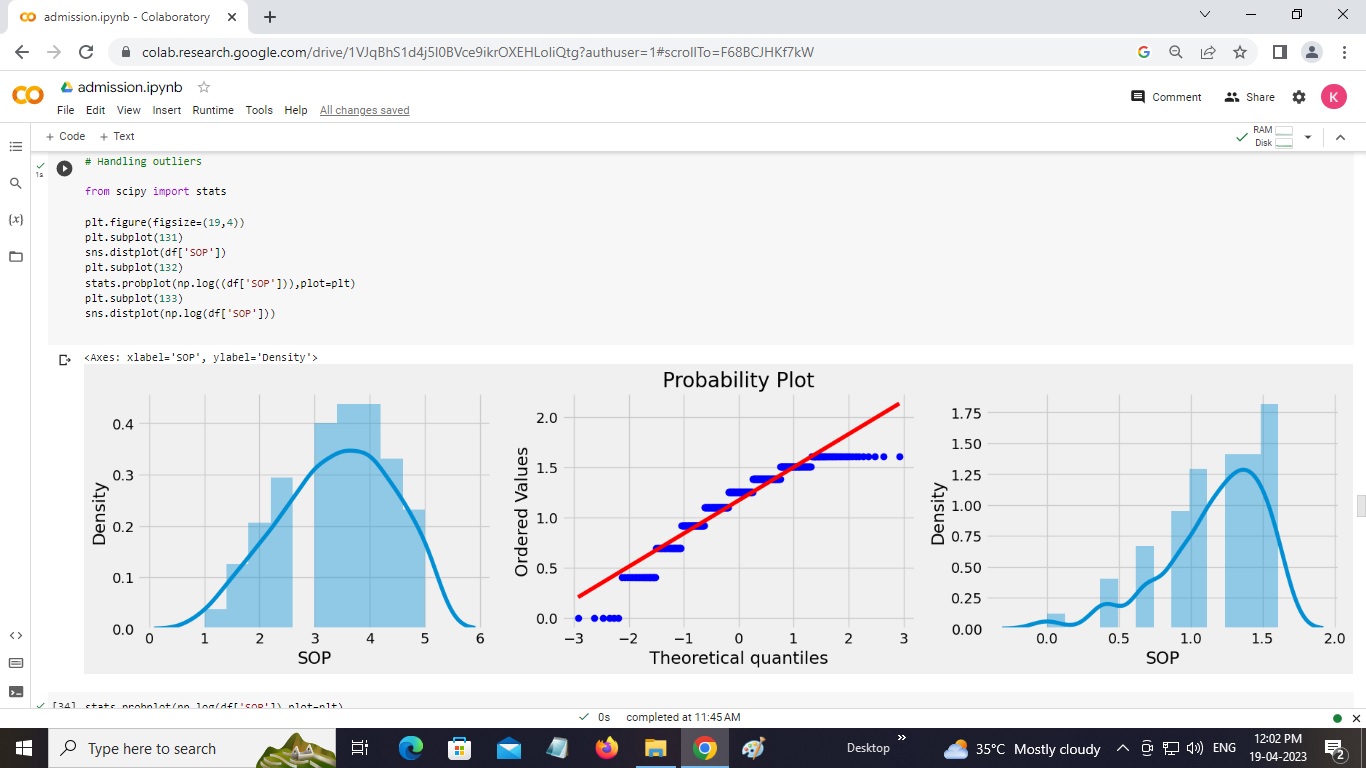 admission.ipynb - Colaboratory
colab.research.google.com/drive/1VJqBhS1d4j5l0BVce9ikrOXEHLoIiQtg?authuser=1#scrollTo=F68BCJHKf7kW
admission.ipynb
File Edit View Insert Runtime Tools Help All changes saved
Comment Share K
+ Code + Text
RAM
Disk
1s
# Handling outliers
from scipy import stats
plt.figure(figsize=(19,4))
plt.subplot(131)
sns.distplot(df['SOP'])
plt.subplot(132)
stats.probplot(np.log((df['SOP'])),plot=plt)
plt.subplot(133)
sns.distplot(np.log(df['SOP']))
{x}
<Axes: xlabel='SOP', ylabel='Density'>
Density
0.4
0.3
0.2
0.1
0.0
0 1 2 3 4 5 6
SOP
Probability Plot
Ordered Values
2.0
1.5
1.0
0.5
0.0
−3 −2 −1 0 1 2 3
Theoretical quantiles
Density
1.75
1.50
1.25
1.00
0.75
0.50
0.25
0.00
0.0 0.5 1.0 1.5 2.0
SOP
[34] stats.probplot(np.log(df['SOP']),plot=plt)
0s completed at 11:45 AM
Type here to search
Desktop
35°C Mostly cloudy
ENG
12:02 PM
19-04-2023
2